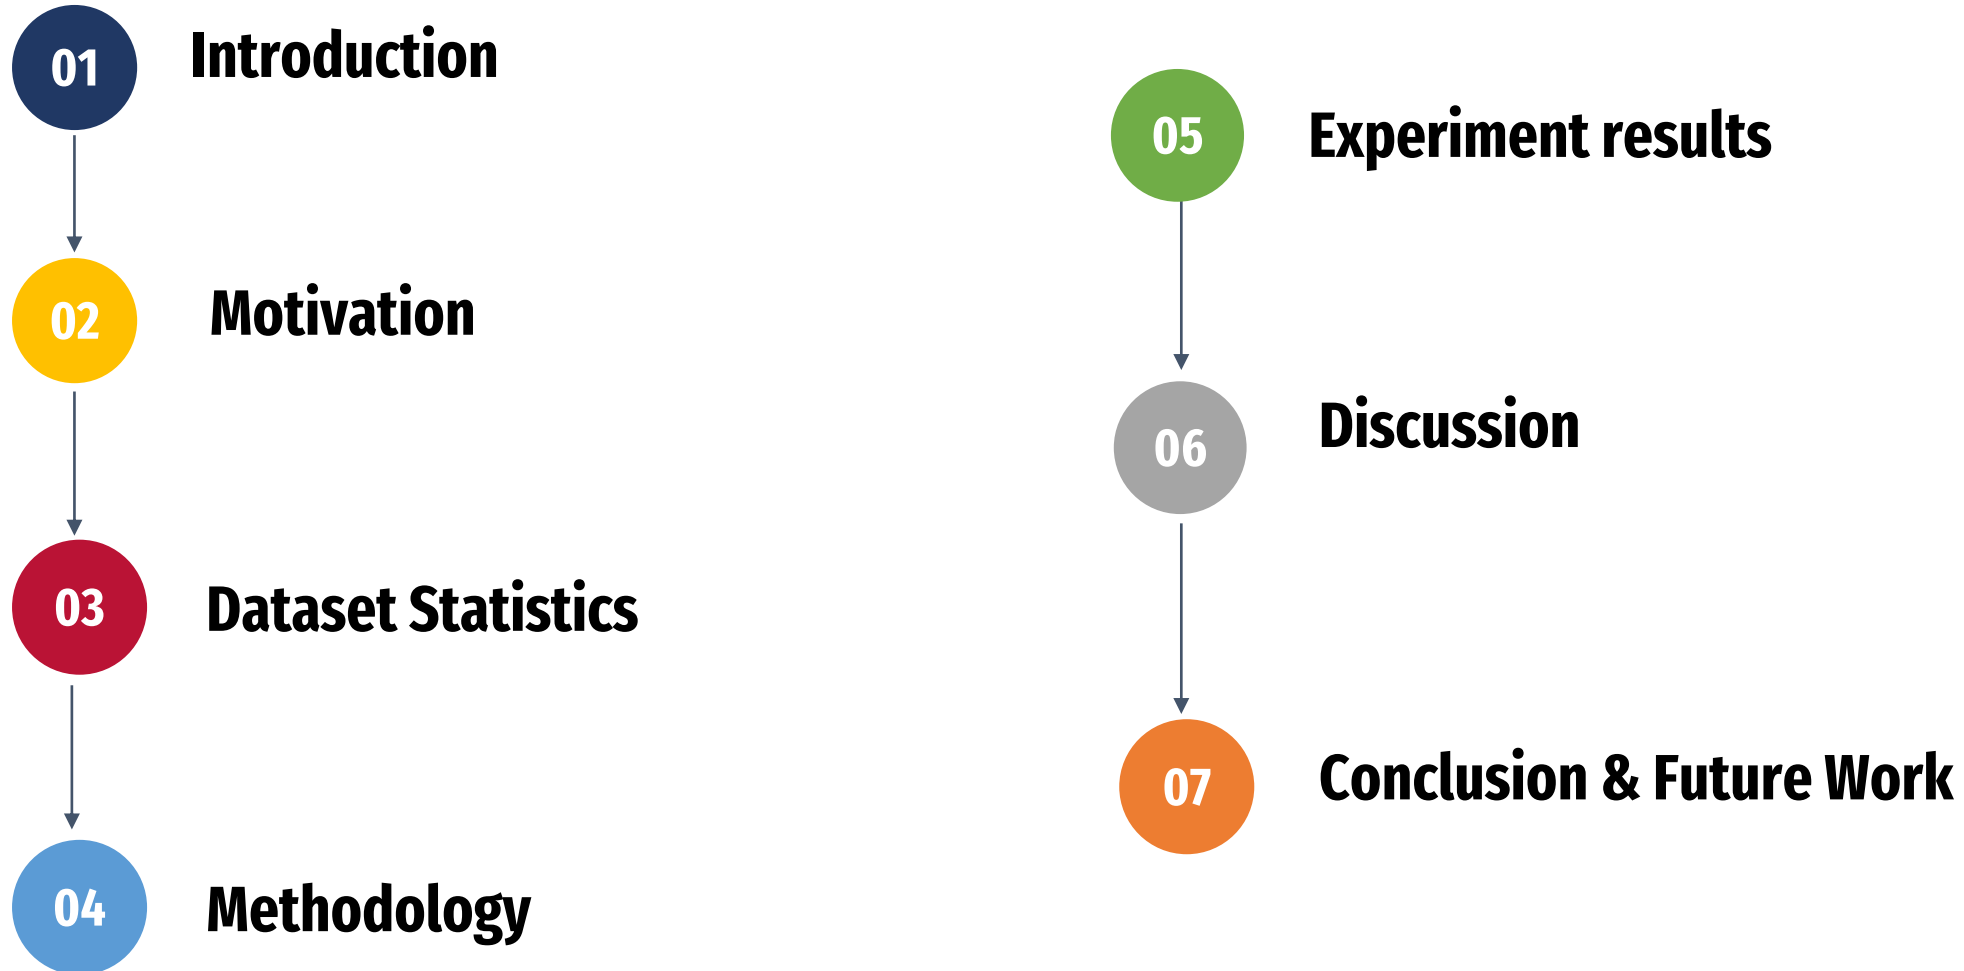 01 Introduction
02 Motivation
03 Dataset Statistics
04 Methodology
05 Experiment results
06 Discussion
07 Conclusion & Future Work